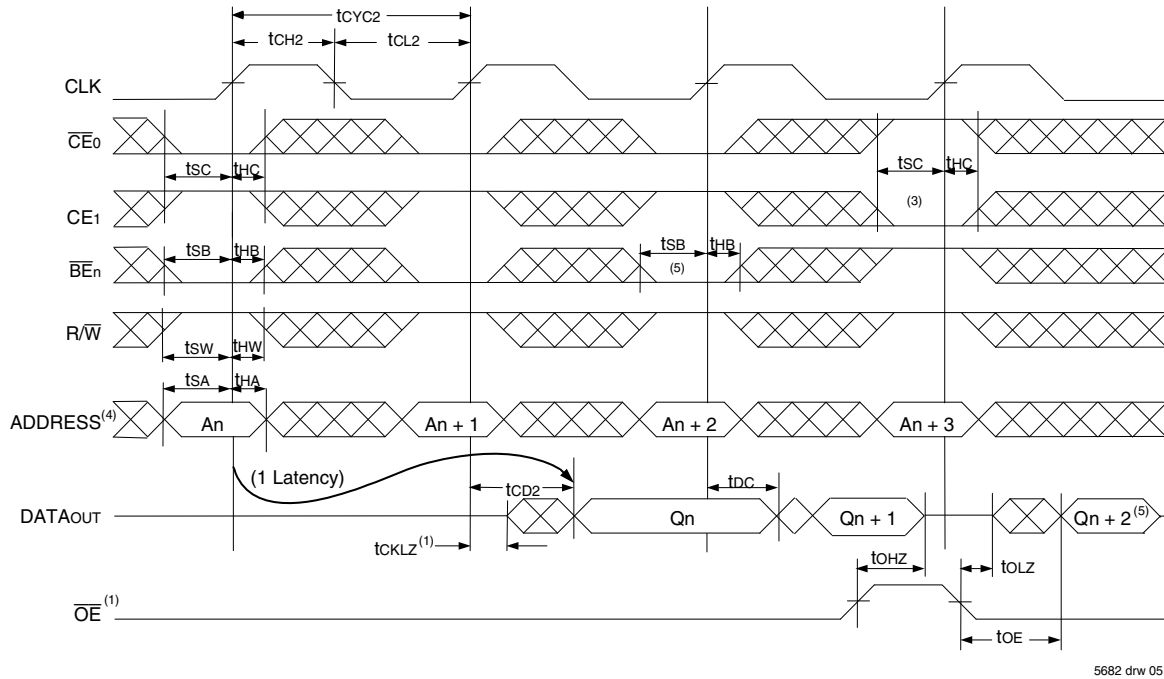 tCYC2
tCH2 tCL2
CLK
CE0
tSC tHC tSC tHC
CE1 (3)
tSB tHB tSB tHB
BEn (5)
R/W
tSW tHW
tSA tHA
ADDRESS(4) An An + 1 An + 2 An + 3
(1 Latency) tCD2 tDC
DATAOUT Qn Qn + 1 Qn + 2(5)
tCKLZ(1)
tOHZ tOLZ
OE(1)
tOE
5682 drw 05